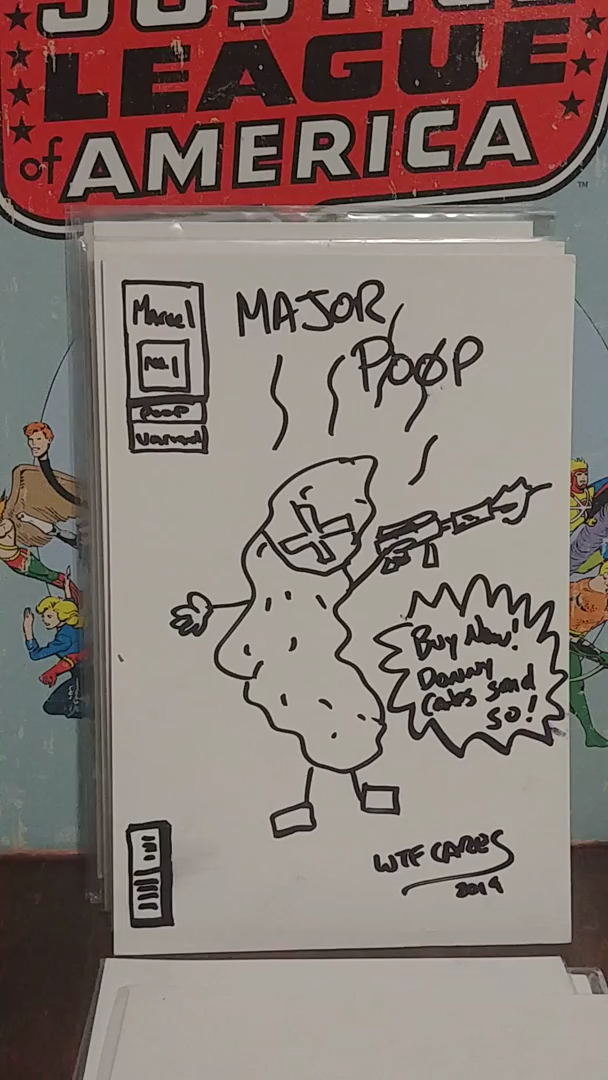 JUSTICE
LEAGUE
of AMERICA
TM
Marvel
No.1
POOP
Variant
MAJOR
POOP
Buy Now!
Donny
Cates said
so!
WTF CARES
2019